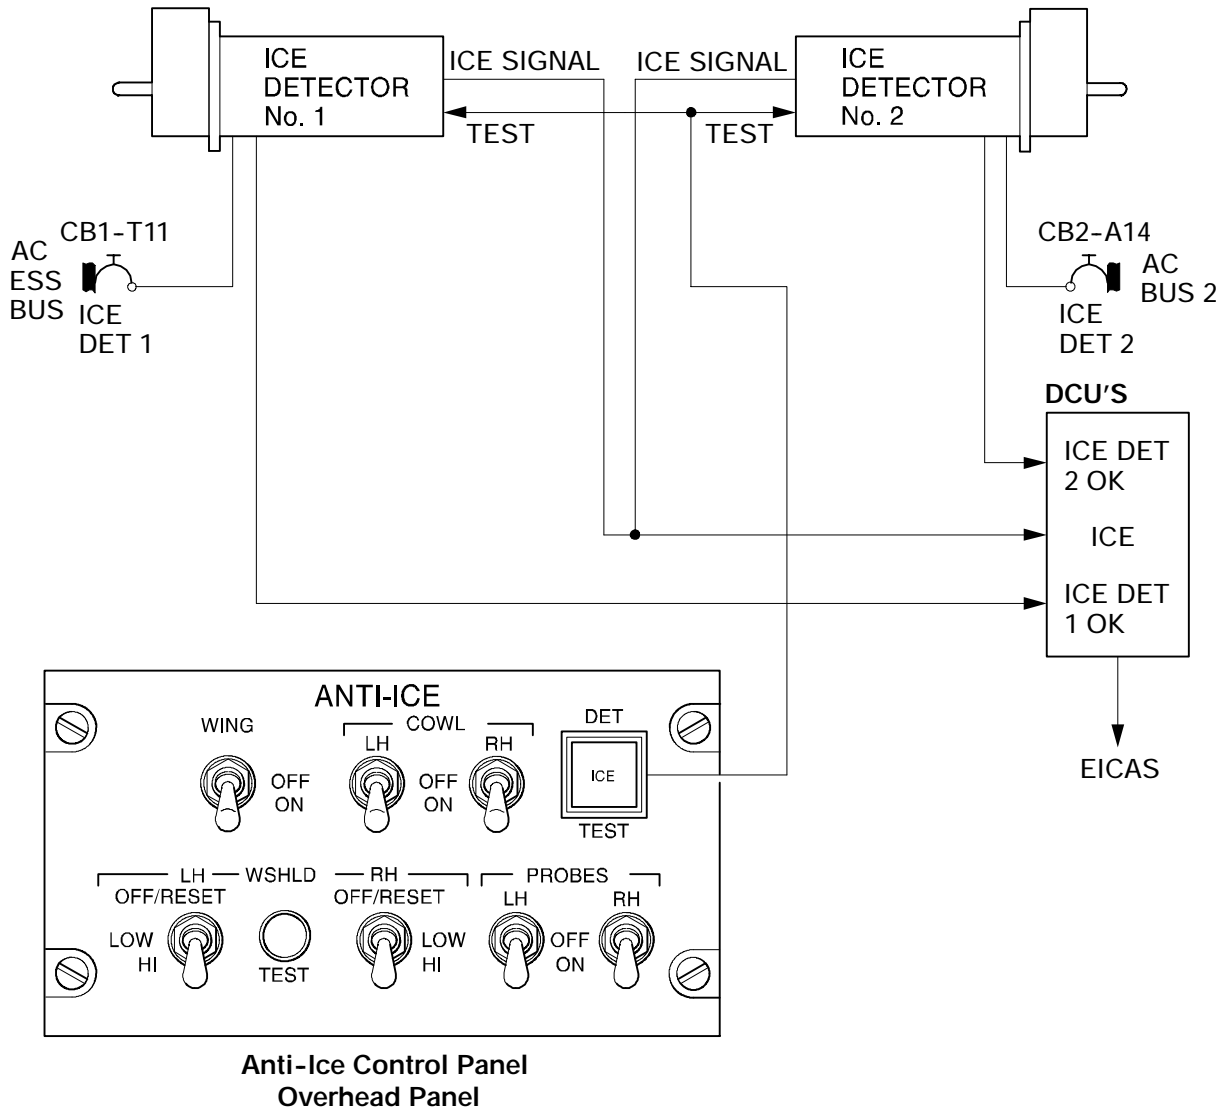 ICE
DETECTOR
No. 1
ICE SIGNAL
ICE SIGNAL
ICE
DETECTOR
No. 2
TEST
TEST
CB1-T11
AC
ESS
BUS
ICE
DET 1
CB2-A14
AC
BUS 2
ICE
DET 2
DCU'S
ICE DET
2 OK
ICE
ICE DET
1 OK
EICAS
ANTI-ICE
WING
OFF
ON
COWL
LH
RH
OFF
ON
DET
ICE
TEST
LH
WSHLD
RH
OFF/RESET
OFF/RESET
LOW
HI
TEST
LOW
HI
PROBES
LH
RH
OFF
ON
Anti-Ice Control Panel
Overhead Panel